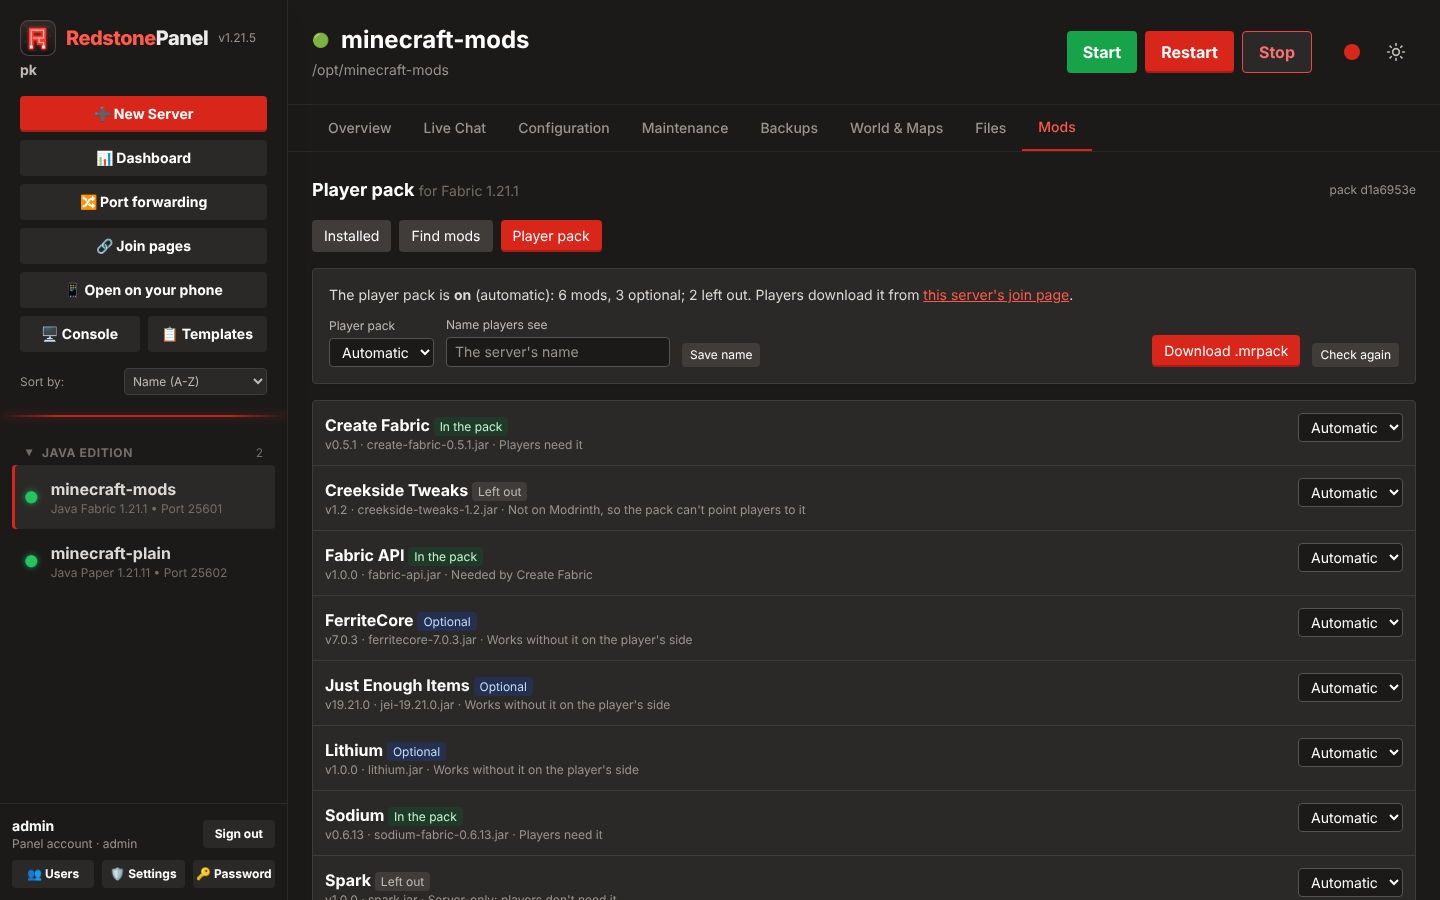 RedstonePanel v1.21.5
pk
➕ New Server
📊 Dashboard
🔀 Port forwarding
🔗 Join pages
📱 Open on your phone
🖥️ Console
📋 Templates
Sort by: Name (A-Z)
▼ JAVA EDITION 2
minecraft-mods
Java Fabric 1.21.1 • Port 25601
minecraft-plain
Java Paper 1.21.11 • Port 25602
admin
Panel account · admin
Sign out
👥 Users
🛡️ Settings
🔑 Password
minecraft-mods
/opt/minecraft-mods
Start
Restart
Stop
Overview
Live Chat
Configuration
Maintenance
Backups
World & Maps
Files
Mods
Player pack for Fabric 1.21.1
pack d1a6953e
Installed
Find mods
Player pack
The player pack is on (automatic): 6 mods, 3 optional; 2 left out. Players download it from this server's join page.
Player pack
Automatic
Name players see
The server's name
Save name
Download .mrpack
Check again
Create Fabric In the pack
v0.5.1 · create-fabric-0.5.1.jar · Players need it
Automatic
Creekside Tweaks Left out
v1.2 · creekside-tweaks-1.2.jar · Not on Modrinth, so the pack can't point players to it
Automatic
Fabric API In the pack
v1.0.0 · fabric-api.jar · Needed by Create Fabric
Automatic
FerriteCore Optional
v7.0.3 · ferritecore-7.0.3.jar · Works without it on the player's side
Automatic
Just Enough Items Optional
v19.21.0 · jei-19.21.0.jar · Works without it on the player's side
Automatic
Lithium Optional
v1.0.0 · lithium.jar · Works without it on the player's side
Automatic
Sodium In the pack
v0.6.13 · sodium-fabric-0.6.13.jar · Players need it
Automatic
Spark Left out
v1.0.0 · spark.jar · Server-only: players don't need it
Automatic